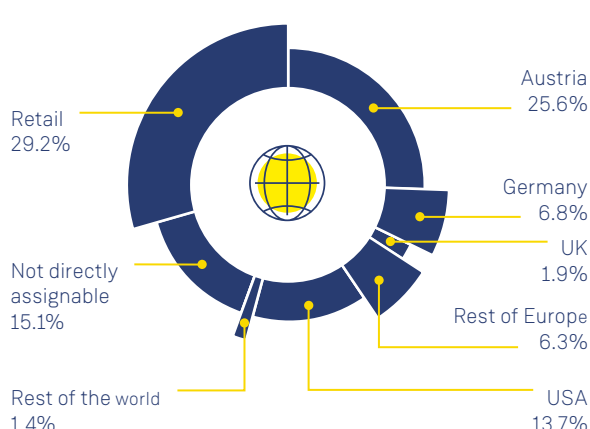 Austria
25.6%
Retail
29.2%
Germany
6.8%
UK
1.9%
Not directly
assignable
15.1%
Rest of Europe
6.3%
Rest of the world
1.4%
USA
13.7%